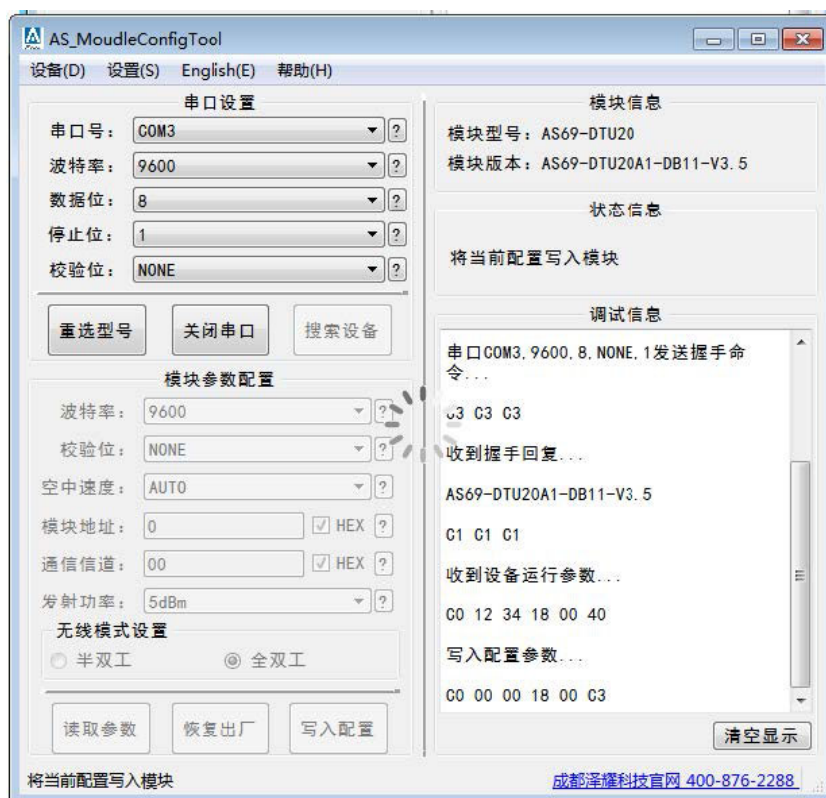 AS_MoudleConfigTool
设备(D) 设置(S) English(E) 帮助(H)
串口设置
串口号： COM3 ?
波特率： 9600 ?
数据位： 8 ?
停止位： 1 ?
校验位： NONE ?
重选型号 关闭串口 搜索设备
模块参数配置
波特率： 9600 ?
校验位： NONE ?
空中速度： AUTO ?
模块地址： 0 HEX ?
通信信道： 00 HEX ?
发射功率： 5dBm ?
无线模式设置
半双工 全双工
读取参数 恢复出厂 写入配置
将当前配置写入模块
模块信息
模块型号：AS69-DTU20
模块版本：AS69-DTU20A1-DB11-V3.5
状态信息
将当前配置写入模块
调试信息
串口COM3,9600,8,NONE,1发送握手命
令...
C3 C3 C3
收到握手回复...
AS69-DTU20A1-DB11-V3.5
C1 C1 C1
收到设备运行参数...
C0 12 34 18 00 40
写入配置参数...
C0 00 00 18 00 C3
清空显示
成都泽耀科技官网 400-876-2288